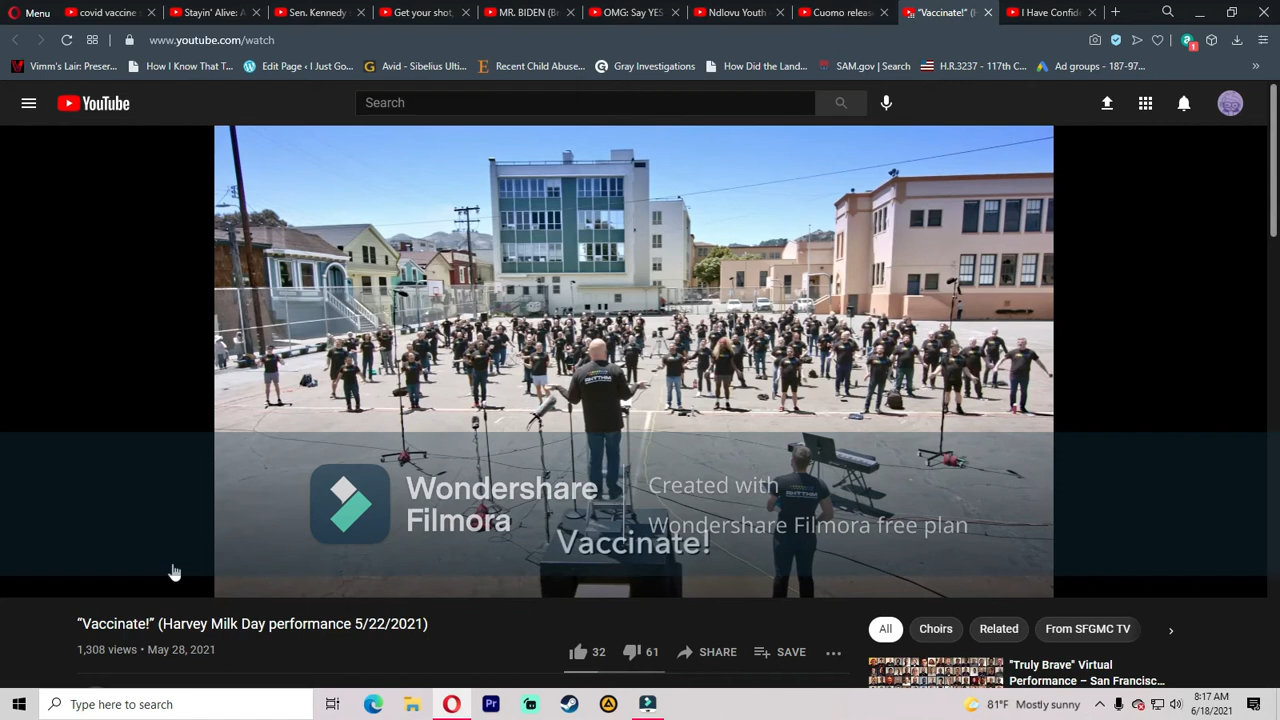 Menu
covid vaccine s
Stayin' Alive: A
Sen. Kennedy
Get your shot,
MR. BIDEN (B
OMG: Say YES
Ndlovu Youth
Cuomo releas
"Vaccinate!" (H
I Have Confid
www.youtube.com/watch
1
Vimm's Lair: Preser...
How I Know That T...
Edit Page ‹ I Just Go...
Avid - Sibelius Ulti...
Recent Child Abuse...
Gray Investigations
How Did the Land...
SAM.gov | Search
H.R.3237 - 117th C...
Ad groups - 187-97...
YouTube
Search
RHYTHM
RHYTHM
Wondershare
Filmora
Created with
Wondershare Filmora free plan
Vaccinate!
“Vaccinate!” (Harvey Milk Day performance 5/22/2021)
1,308 views • May 28, 2021
32
61
SHARE
SAVE
All
Choirs
Related
From SFGMC TV
"Truly Brave" Virtual
Performance – San Francisc...
Type here to search
Pr
81°F Mostly sunny
8:17 AM
6/18/2021